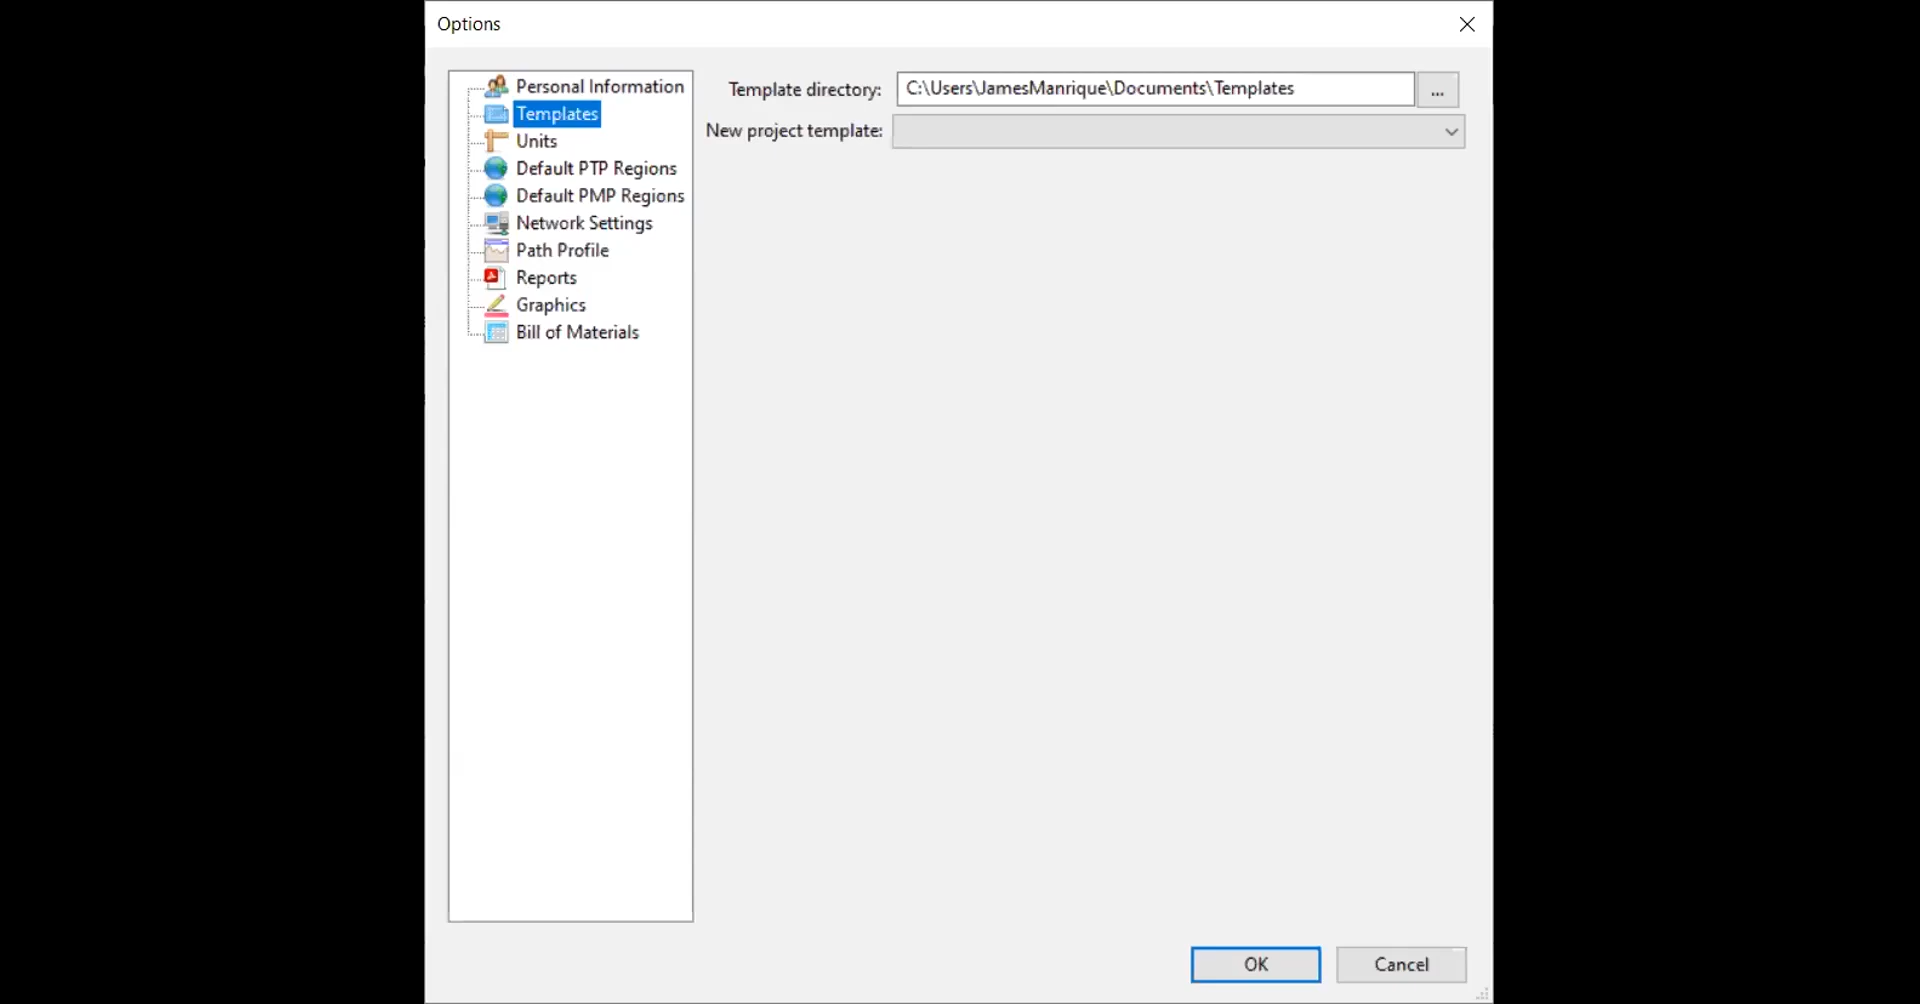 Options
Personal Information
Templates
Units
Default PTP Regions
Default PMP Regions
Network Settings
Path Profile
Reports
Graphics
Bill of Materials
Template directory: C:\Users\JamesManrique\Documents\Templates ...
New project template:
OK Cancel